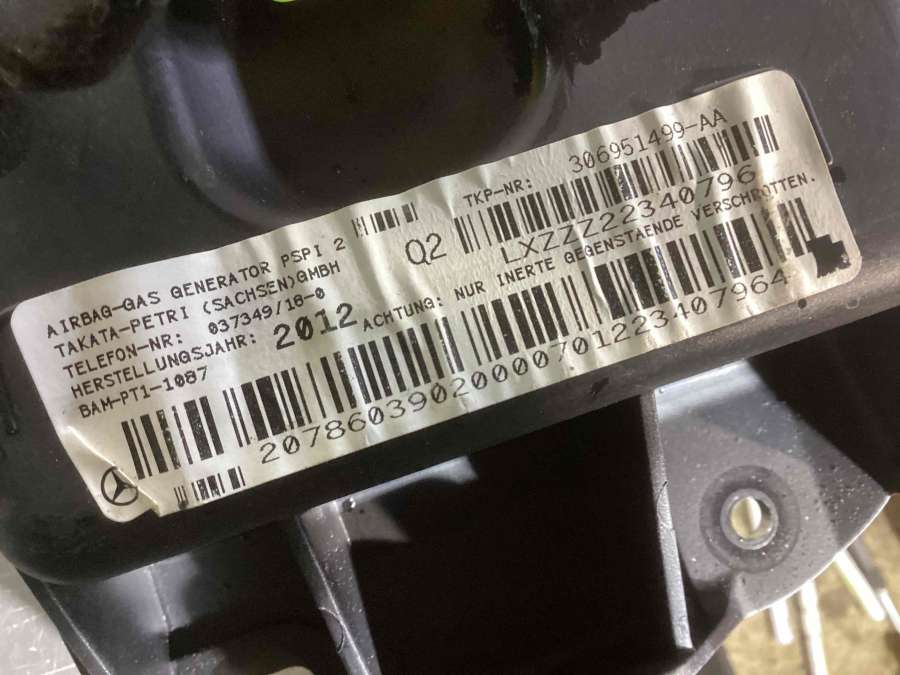 AIRBAG-GAS GENERATOR PSPI 2
TAKATA-PETRI (SACHSEN)GMBH
TELEFON-NR: 037349/18-0
HERSTELLUNGSJAHR: 2012
BAM-PT1-1087
Q2
TKP-NR: 306951499-AA
LXZZZ22340796
ACHTUNG: NUR INERTE GEGENSTAENDE VERSCHROTTEN.
20786039020000701223407964